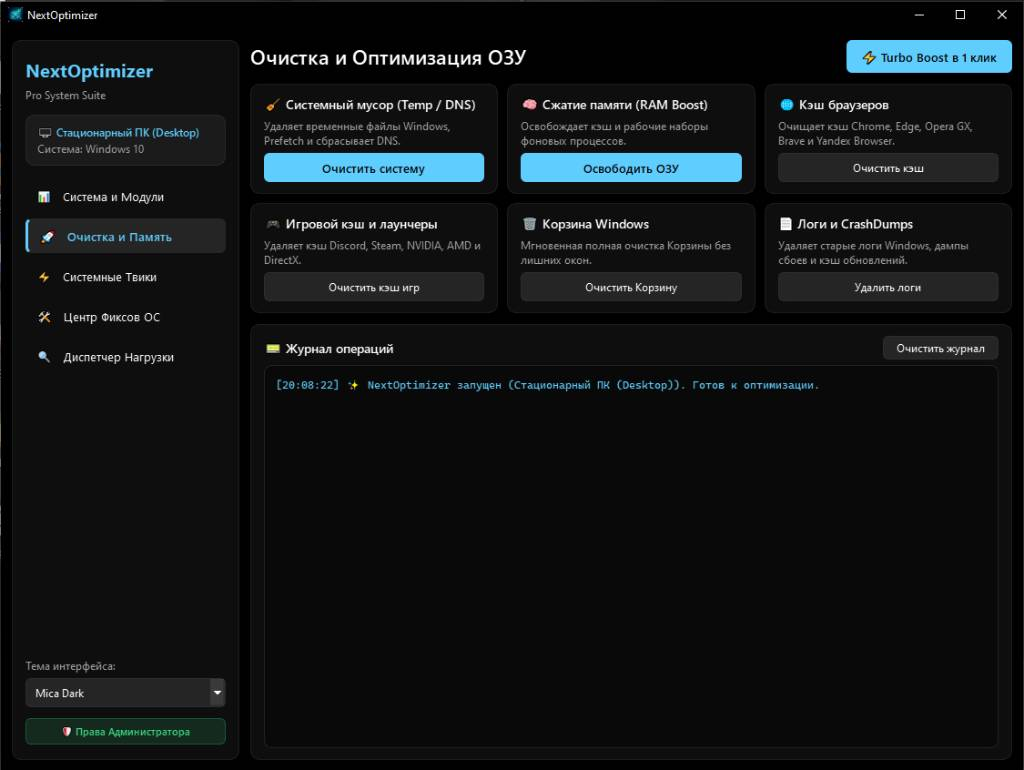 NextOptimizer
NextOptimizer
Pro System Suite
Стационарный ПК (Desktop)
Система: Windows 10
Система и Модули
Очистка и Память
Системные Твики
Центр Фиксов ОС
Диспетчер Нагрузки
Тема интерфейса:
Mica Dark
Права Администратора
Очистка и Оптимизация ОЗУ
Turbo Boost в 1 клик
Системный мусор (Temp / DNS)
Удаляет временные файлы Windows,
Prefetch и сбрасывает DNS.
Очистить систему
Сжатие памяти (RAM Boost)
Освобождает кэш и рабочие наборы
фоновых процессов.
Освободить ОЗУ
Кэш браузеров
Очищает кэш Chrome, Edge, Opera GX,
Brave и Yandex Browser.
Очистить кэш
Игровой кэш и лаунчеры
Удаляет кэш Discord, Steam, NVIDIA, AMD и
DirectX.
Очистить кэш игр
Корзина Windows
Мгновенная полная очистка Корзины без
лишних окон.
Очистить Корзину
Логи и CrashDumps
Удаляет старые логи Windows, дампы
сбоев и кэш обновлений.
Удалить логи
Журнал операций
Очистить журнал
[20:08:22] ✨ NextOptimizer запущен (Стационарный ПК (Desktop)). Готов к оптимизации.